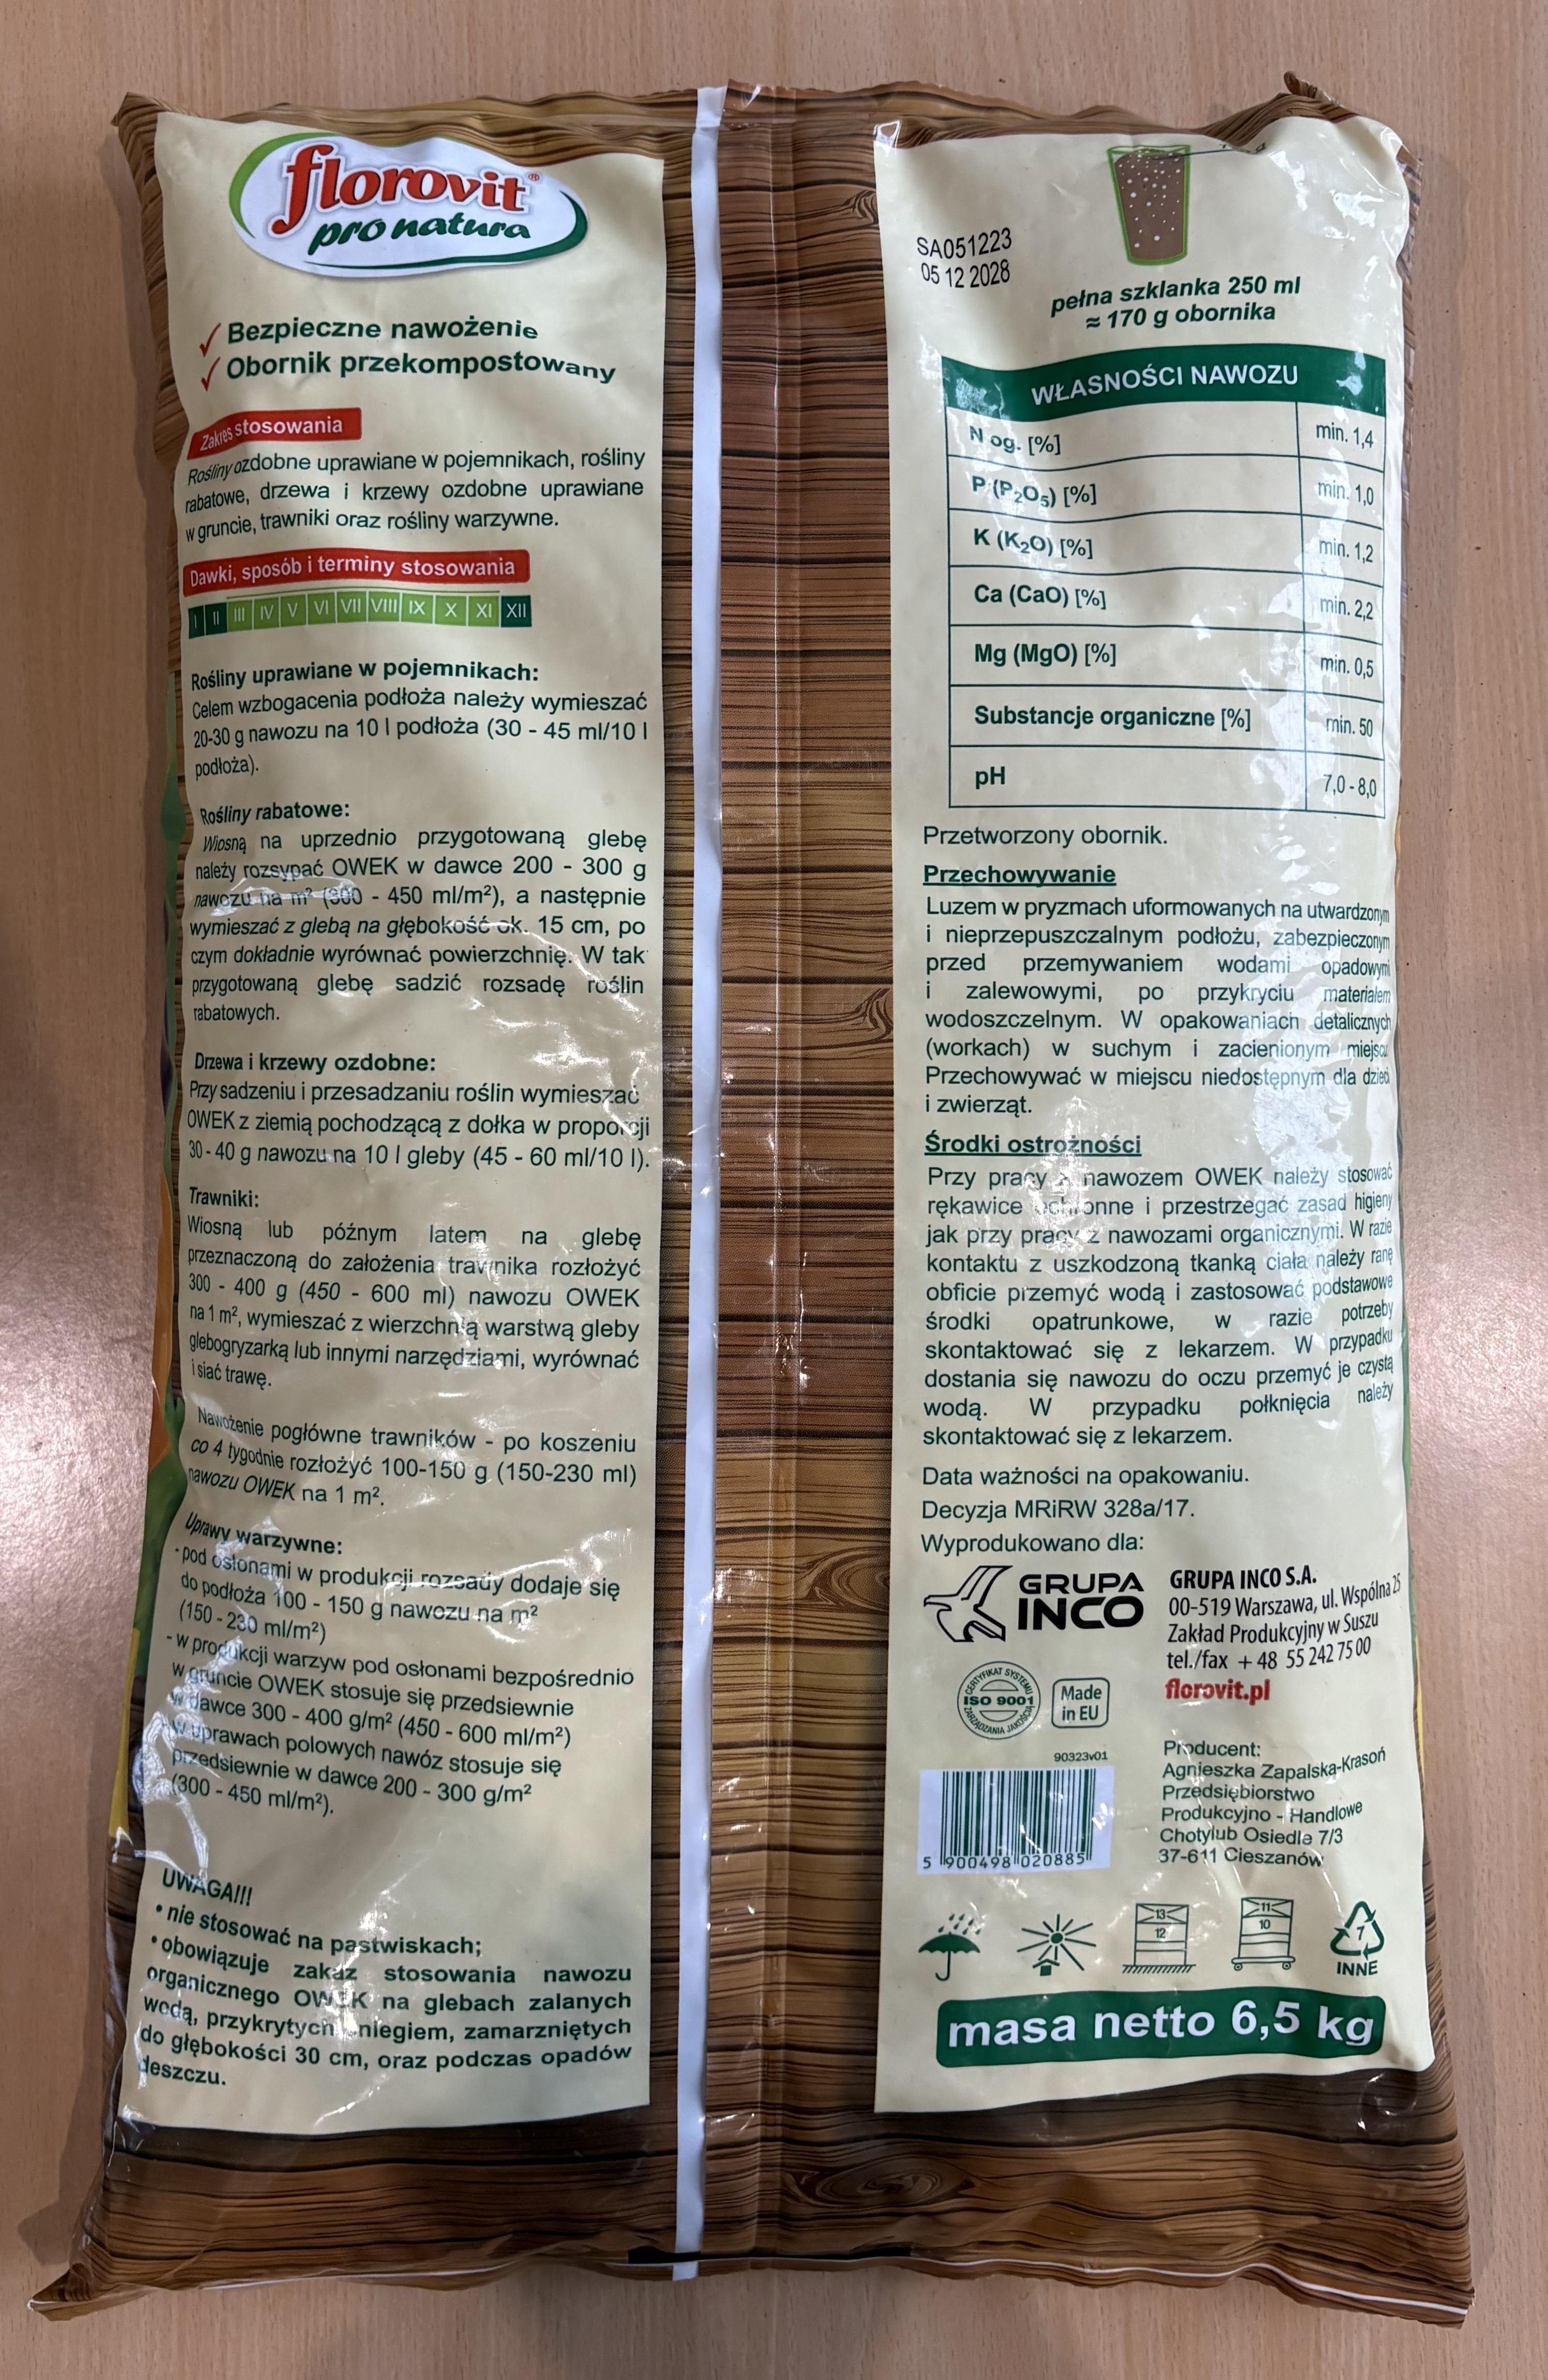 florovit®
pro natura
Bezpieczne nawożenie
Obornik przekompostowany
Zakres stosowania
Rośliny ozdobne uprawiane w pojemnikach, rośliny
rabatowe, drzewa i krzewy ozdobne uprawiane
w gruncie, trawniki oraz rośliny warzywne.
Dawki, sposób i terminy stosowania
I II III IV V VI VII VIII IX X XI XII
Rośliny uprawiane w pojemnikach:
Celem wzbogacenia podłoża należy wymieszać
20-30 g nawozu na 10 l podłoża (30 - 45 ml/10 l
podłoża).
Rośliny rabatowe:
Wiosną na uprzednio przygotowaną glebę
należy rozsypać OWEK w dawce 200 - 300 g
nawozu na m² (300 - 450 ml/m²), a następnie
wymieszać z glebą na głębokość ok. 15 cm, po
czym dokładnie wyrównać powierzchnię. W tak
przygotowaną glebę sadzić rozsadę roślin
rabatowych.
Drzewa i krzewy ozdobne:
Przy sadzeniu i przesadzaniu roślin wymieszać
OWEK z ziemią pochodzącą z dołka w proporcji
30 - 40 g nawozu na 10 l gleby (45 - 60 ml/10 l).
Trawniki:
Wiosną lub późnym latem na glebę
przeznaczoną do założenia trawnika rozłożyć
300 - 400 g (450 - 600 ml) nawozu OWEK
na 1 m², wymieszać z wierzchnią warstwą gleby
glebogryzarką lub innymi narzędziami, wyrównać
i siać trawę.
Nawożenie pogłówne trawników - po koszeniu
co 4 tygodnie rozłożyć 100-150 g (150-230 ml)
nawozu OWEK na 1 m².
Uprawy warzywne:
- pod osłonami w produkcji rozsady dodaje się
do podłoża 100 - 150 g nawozu na m²
(150 - 230 ml/m²)
- w produkcji warzyw pod osłonami bezpośrednio
w gruncie OWEK stosuje się przedsiewnie
w dawce 300 - 400 g/m² (450 - 600 ml/m²)
w uprawach polowych nawóz stosuje się
przedsiewnie w dawce 200 - 300 g/m²
(300 - 450 ml/m²).
UWAGA!!!
• nie stosować na pastwiskach;
• obowiązuje zakaz stosowania nawozu
organicznego OWEK na glebach zalanych
wodą, przykrytych śniegiem, zamarzniętych
do głębokości 30 cm, oraz podczas opadów
deszczu.
SA051223
05 12 2028
pełna szklanka 250 ml
≈ 170 g obornika
WŁASNOŚCI NAWOZU
N og. [%] min. 1,4
P (P₂O₅) [%] min. 1,0
K (K₂O) [%] min. 1,2
Ca (CaO) [%] min. 2,2
Mg (MgO) [%] min. 0,5
Substancje organiczne [%] min. 50
pH 7,0 - 8,0
Przetworzony obornik.
Przechowywanie
Luzem w pryzmach uformowanych na utwardzonym
i nieprzepuszczalnym podłożu, zabezpieczonym
przed przemywaniem wodami opadowymi
i zalewowymi, po przykryciu materiałem
wodoszczelnym. W opakowaniach detalicznych
(workach) w suchym i zacienionym miejscu
Przechowywać w miejscu niedostępnym dla dzieci
i zwierząt.
Środki ostrożności
Przy pracy z nawozem OWEK należy stosować
rękawice ochronne i przestrzegać zasad higieny
jak przy pracy z nawozami organicznymi. W razie
kontaktu z uszkodzoną tkanką ciała należy ranę
obficie przemyć wodą i zastosować podstawowe
środki opatrunkowe, w razie potrzeby
skontaktować się z lekarzem. W przypadku
dostania się nawozu do oczu przemyć je czystą
wodą. W przypadku połknięcia należy
skontaktować się z lekarzem.
Data ważności na opakowaniu.
Decyzja MRiRW 328a/17.
Wyprodukowano dla:
GRUPA
INCO
GRUPA INCO S.A.
00-519 Warszawa, ul. Wspólna 25
Zakład Produkcyjny w Suszu
tel./fax + 48 55 242 75 00
florovit.pl
CERTYFIKAT SYSTEMU
ISO 9001
ZARZĄDZANIA JAKOŚCIĄ
Made
in EU
90323v01
5 900498 020885
Producent:
Agnieszka Zapalska-Krasoń
Przedsiębiorstwo
Produkcyjno - Handlowe
Chotylub Osiedle 7/3
37-611 Cieszanów
13
12
11
10
7
INNE
masa netto 6,5 kg